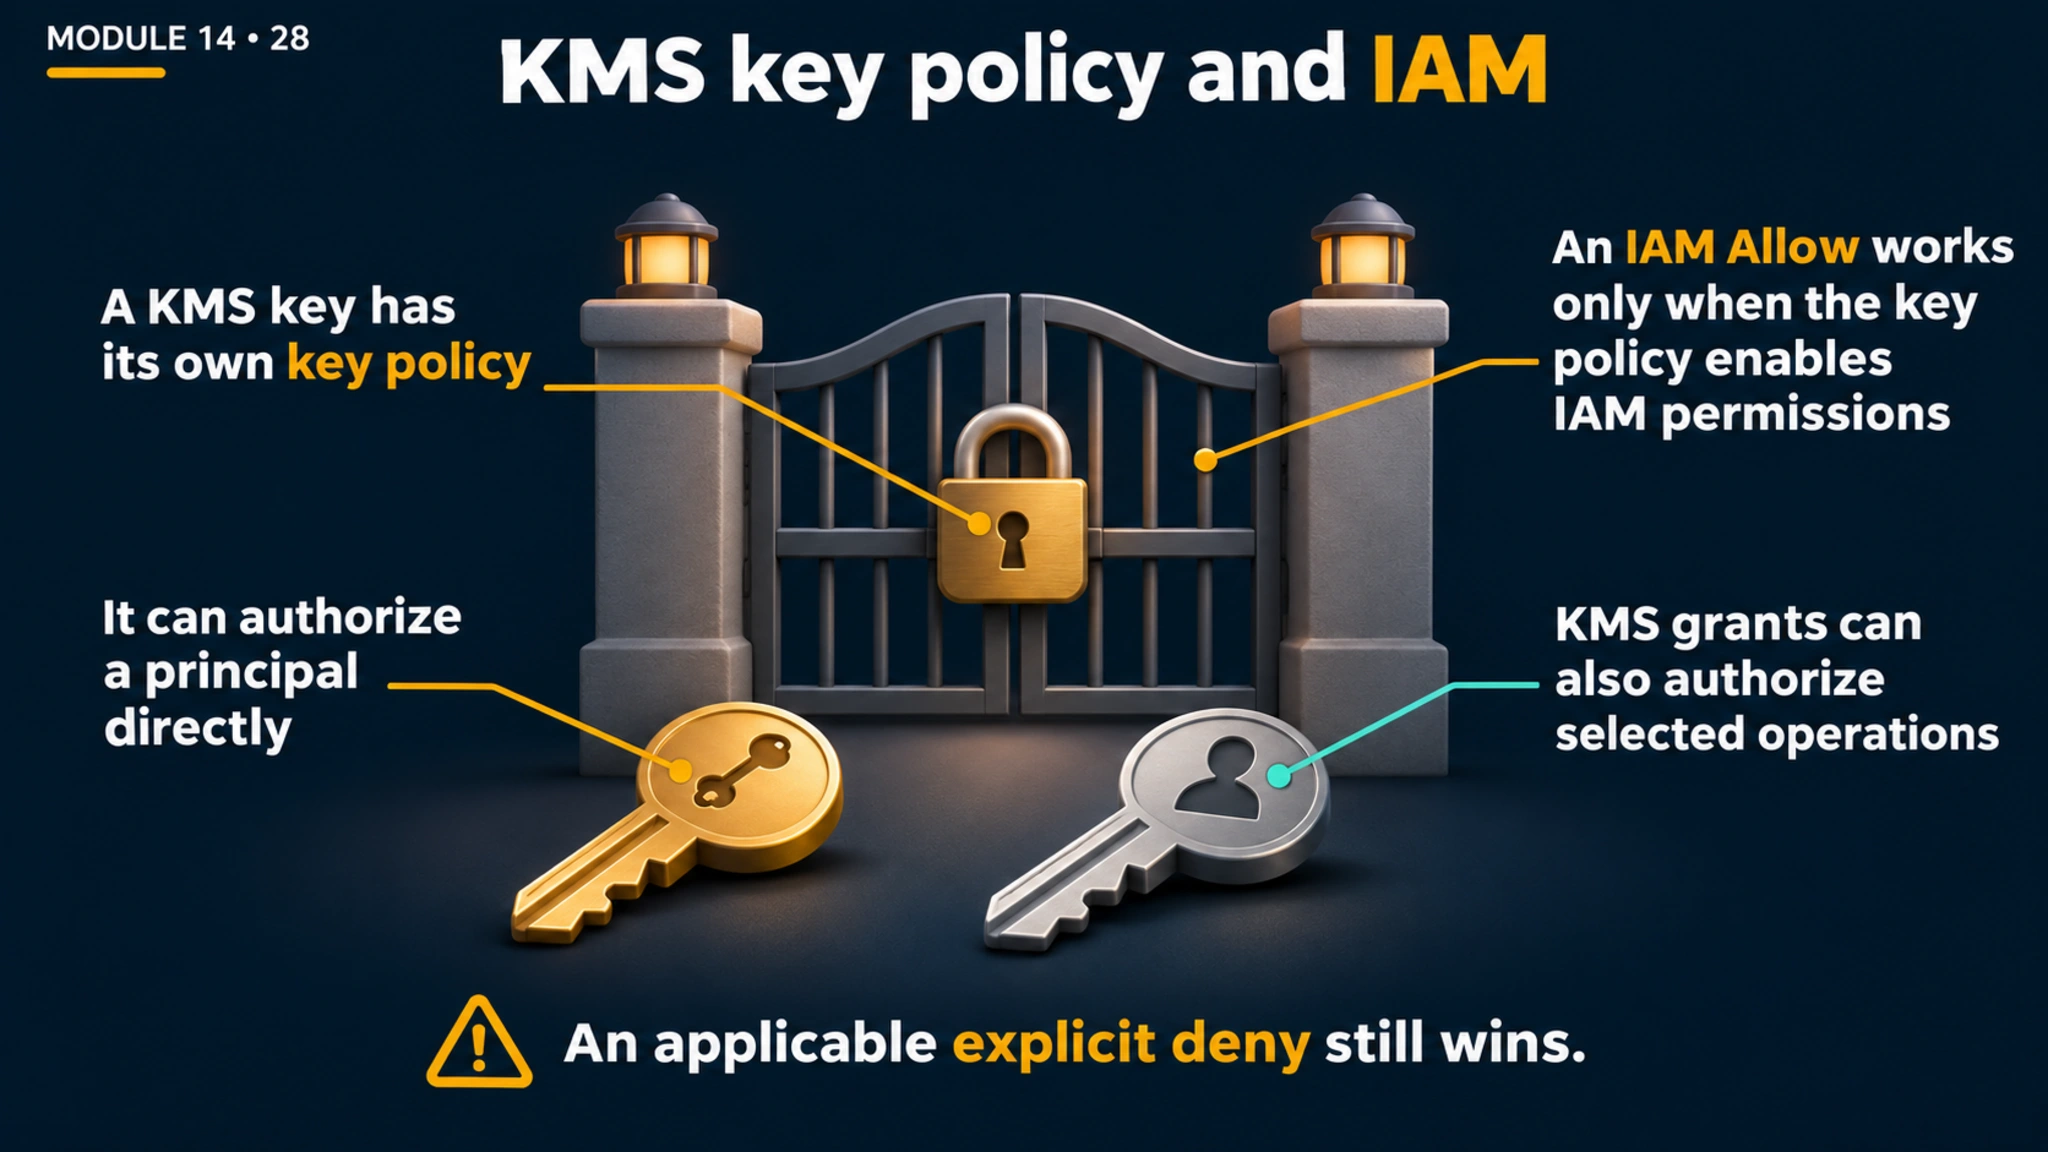 MODULE 14 • 28
KMS key policy and IAM
A KMS key has
its own key policy
It can authorize
a principal
directly
An IAM Allow works
only when the key
policy enables
IAM permissions
KMS grants can
also authorize
selected operations
An applicable explicit deny still wins.